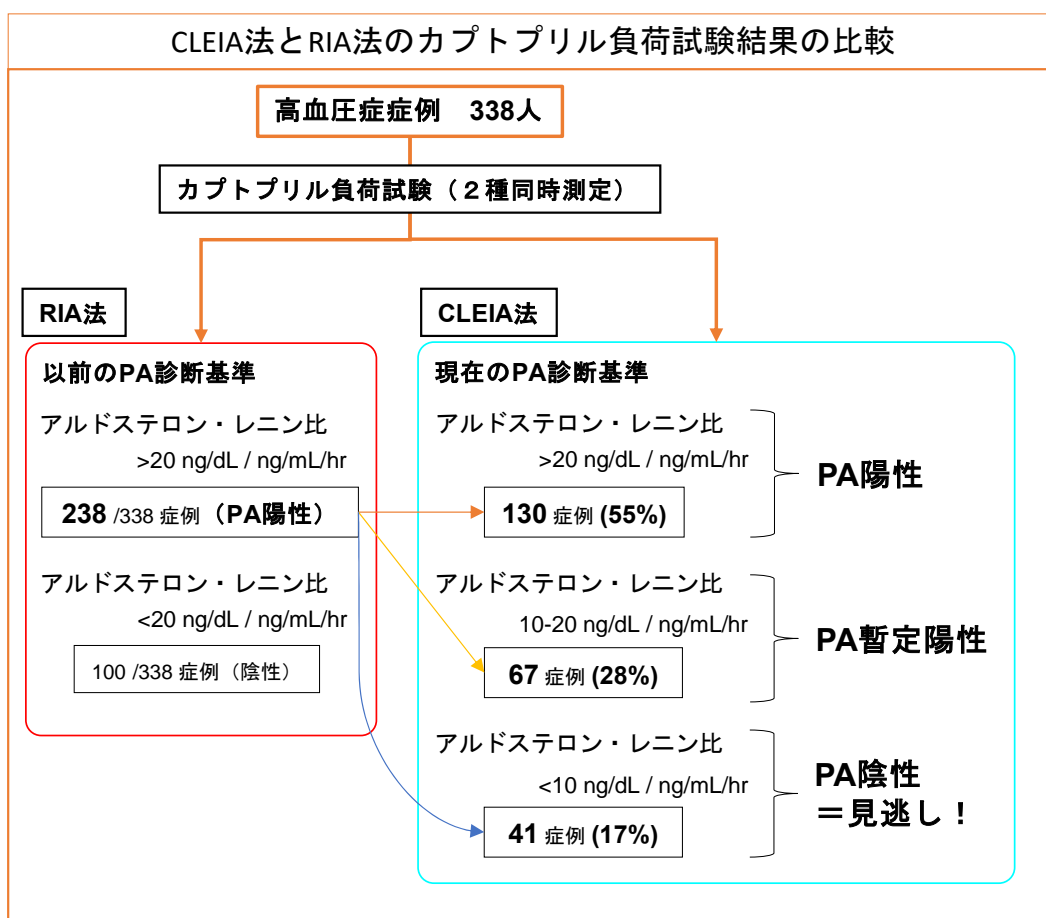 CLEIA法とRIA法のカプトプリル負荷試験結果の比較
高血圧症症例　338人
カプトプリル負荷試験（２種同時測定）
RIA法
以前のPA診断基準
アルドステロン・レニン比
>20 ng/dL / ng/mL/hr
238 /338 症例（PA陽性）
アルドステロン・レニン比
<20 ng/dL / ng/mL/hr
100 /338 症例（陰性）
CLEIA法
現在のPA診断基準
アルドステロン・レニン比
>20 ng/dL / ng/mL/hr
130 症例 (55%)
PA陽性
アルドステロン・レニン比
10-20 ng/dL / ng/mL/hr
67 症例 (28%)
PA暫定陽性
アルドステロン・レニン比
<10 ng/dL / ng/mL/hr
41 症例 (17%)
PA陰性
＝見逃し！